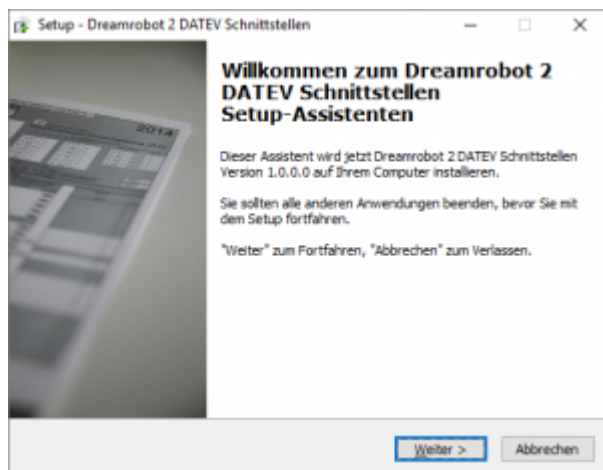 Setup - Dreamrobot 2 DATEV Schnittstellen
2014
Willkommen zum Dreamrobot 2
DATEV Schnittstellen
Setup-Assistenten
Dieser Assistent wird jetzt Dreamrobot 2 DATEV Schnittstellen
Version 1.0.0.0 auf Ihrem Computer installieren.
Sie sollten alle anderen Anwendungen beenden, bevor Sie mit
dem Setup fortfahren.
"Weiter" zum Fortfahren, "Abbrechen" zum Verlassen.
Weiter >
Abbrechen